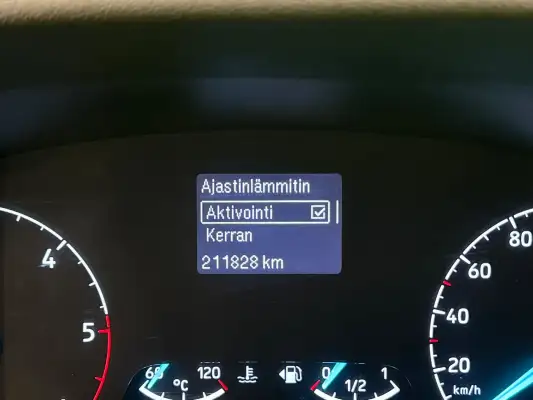 Ajastinlämmitin
Aktivointi
Kerran
211828 km
4
5
60
°C
120
0
1/2
1
20
40
60
80
km/h